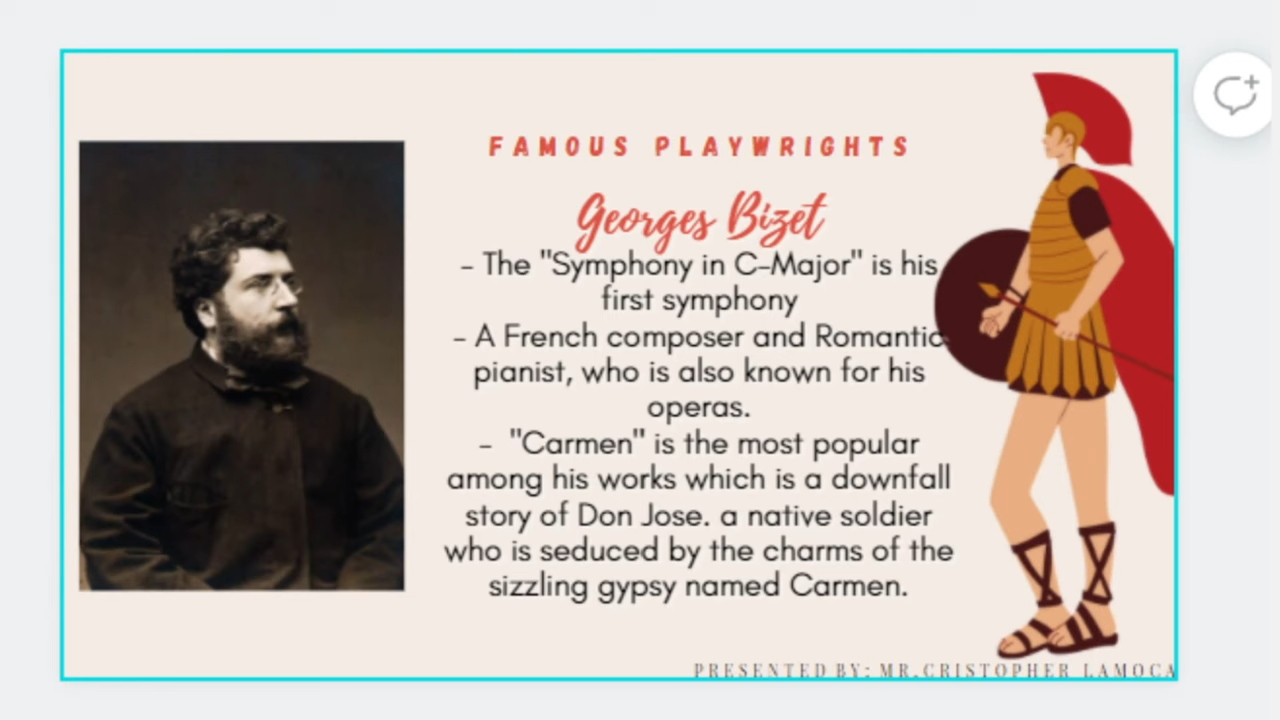 FAMOUS PLAYWRIGHTS
Georges Bizet
- The "Symphony in C-Major" is his
first symphony
- A French composer and Romantic
pianist, who is also known for his
operas.
- "Carmen" is the most popular
among his works which is a downfall
story of Don Jose. a native soldier
who is seduced by the charms of the
sizzling gypsy named Carmen.
PRESENTED BY: MR.CRISTOPHER LAMOCA